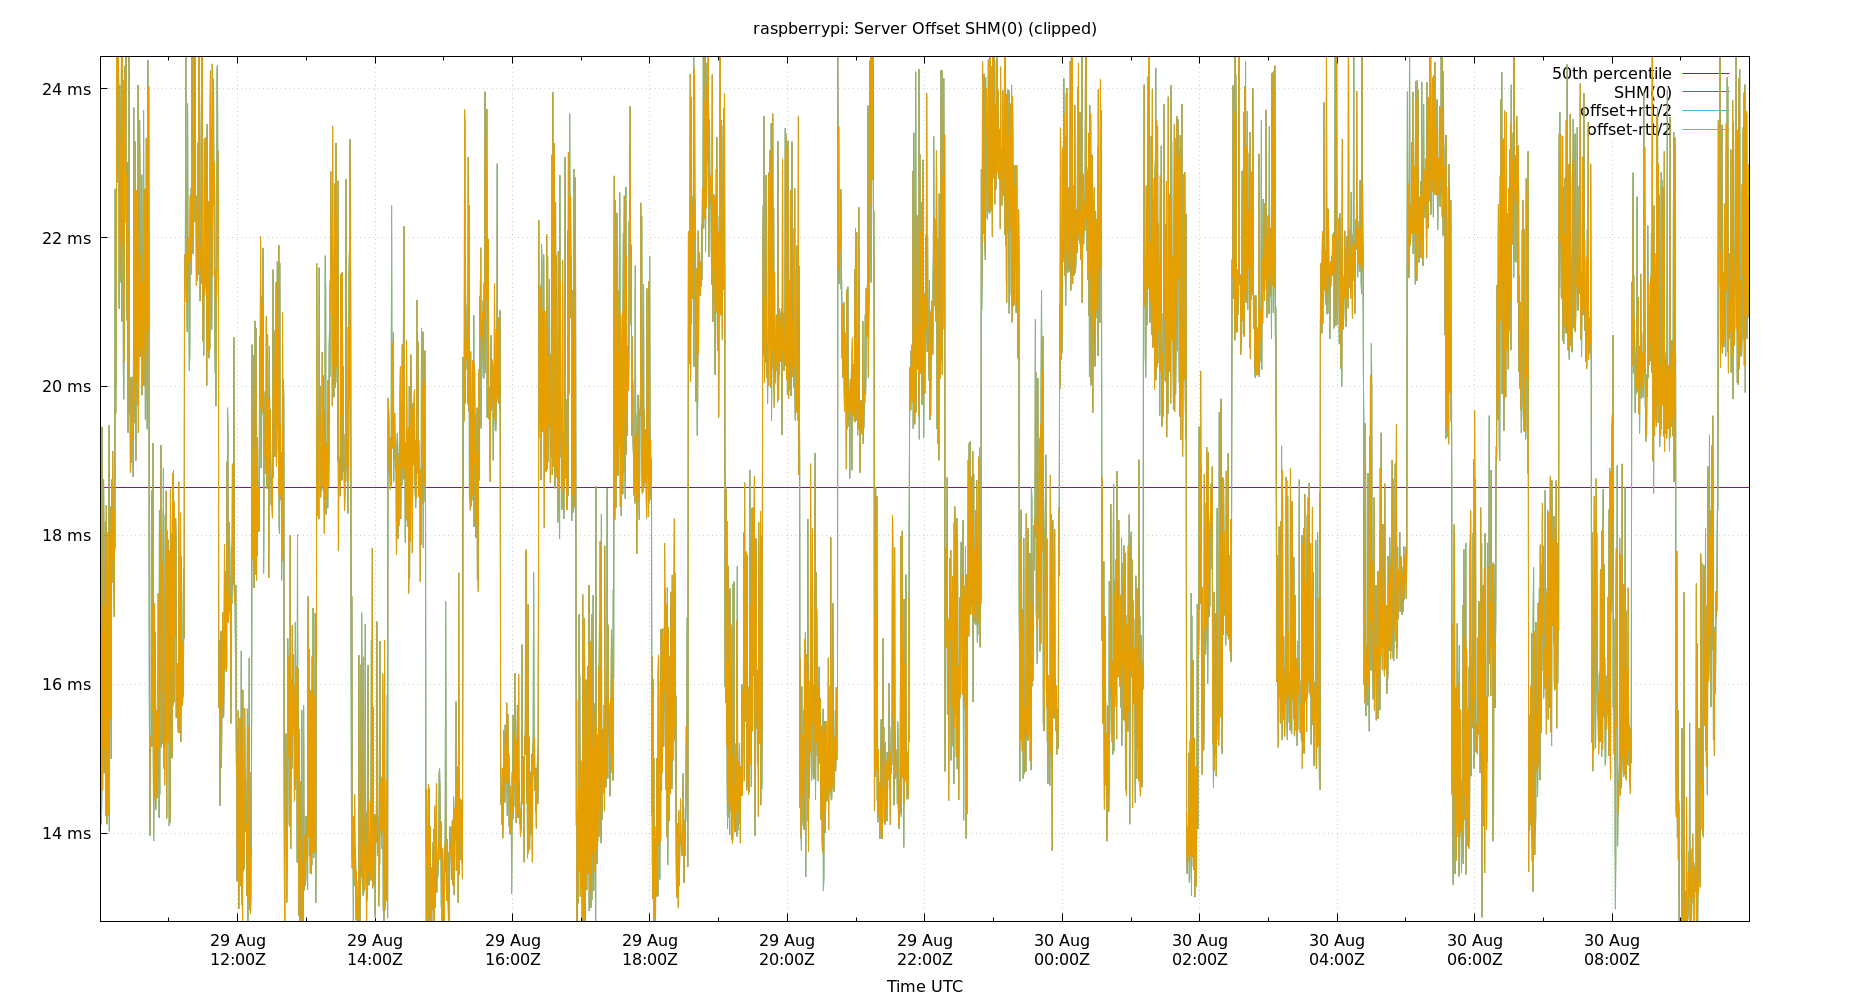 raspberrypi: Server Offset SHM(0) (clipped)
24 ms
22 ms
20 ms
18 ms
16 ms
14 ms
50th percentile
SHM(0)
offset+rtt/2
offset-rtt/2
29 Aug
12:00Z
29 Aug
14:00Z
29 Aug
16:00Z
29 Aug
18:00Z
29 Aug
20:00Z
29 Aug
22:00Z
30 Aug
00:00Z
30 Aug
02:00Z
30 Aug
04:00Z
30 Aug
06:00Z
30 Aug
08:00Z
Time UTC